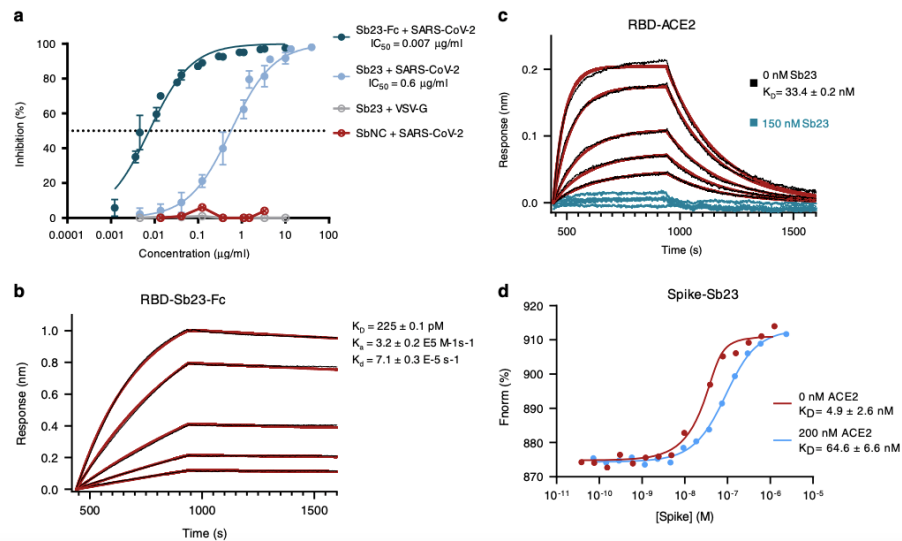 a
Inhibition (%)
100
80
60
40
20
0
0.0001
0.001
0.01
0.1
1
10
100
Concentration (µg/ml)
Sb23-Fc + SARS-CoV-2
IC50 = 0.007 µg/ml
Sb23 + SARS-CoV-2
IC50 = 0.6 µg/ml
Sb23 + VSV-G
SbNC + SARS-CoV-2
c
RBD-ACE2
Response (nm)
0.2
0.1
0.0
500
1000
1500
Time (s)
0 nM Sb23
KD= 33.4 ± 0.2 nM
150 nM Sb23
b
RBD-Sb23-Fc
Response (nm)
1.0
0.8
0.6
0.4
0.2
0.0
500
1000
1500
Time (s)
KD = 225 ± 0.1 pM
Ka = 3.2 ± 0.2 E5 M-1s-1
Kd = 7.1 ± 0.3 E-5 s-1
d
Spike-Sb23
Fnorm (%)
920
910
900
890
880
870
10-11
10-10
10-9
10-8
10-7
10-6
10-5
[Spike] (M)
0 nM ACE2
KD= 4.9 ± 2.6 nM
200 nM ACE2
KD= 64.6 ± 6.6 nM